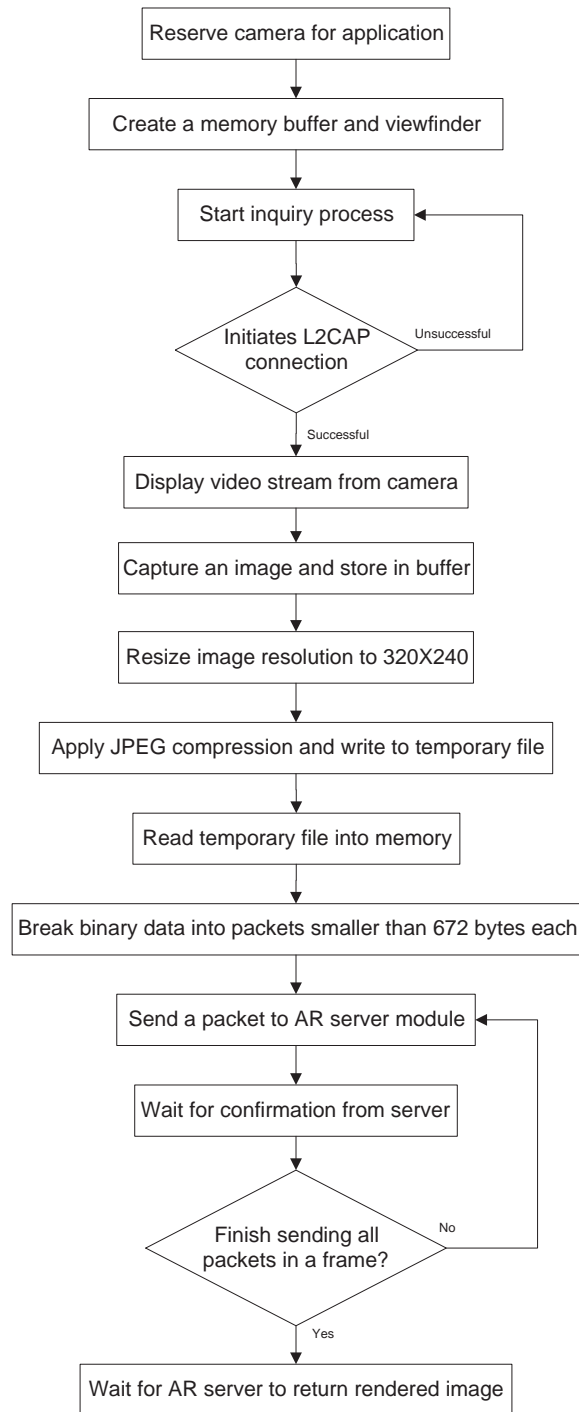 Reserve camera for application
Create a memory buffer and viewfinder
Start inquiry process
Initiates L2CAP
connection
Unsuccessful
Successful
Display video stream from camera
Capture an image and store in buffer
Resize image resolution to 320X240
Apply JPEG compression and write to temporary file
Read temporary file into memory
Break binary data into packets smaller than 672 bytes each
Send a packet to AR server module
Wait for confirmation from server
Finish sending all
packets in a frame?
No
Yes
Wait for AR server to return rendered image